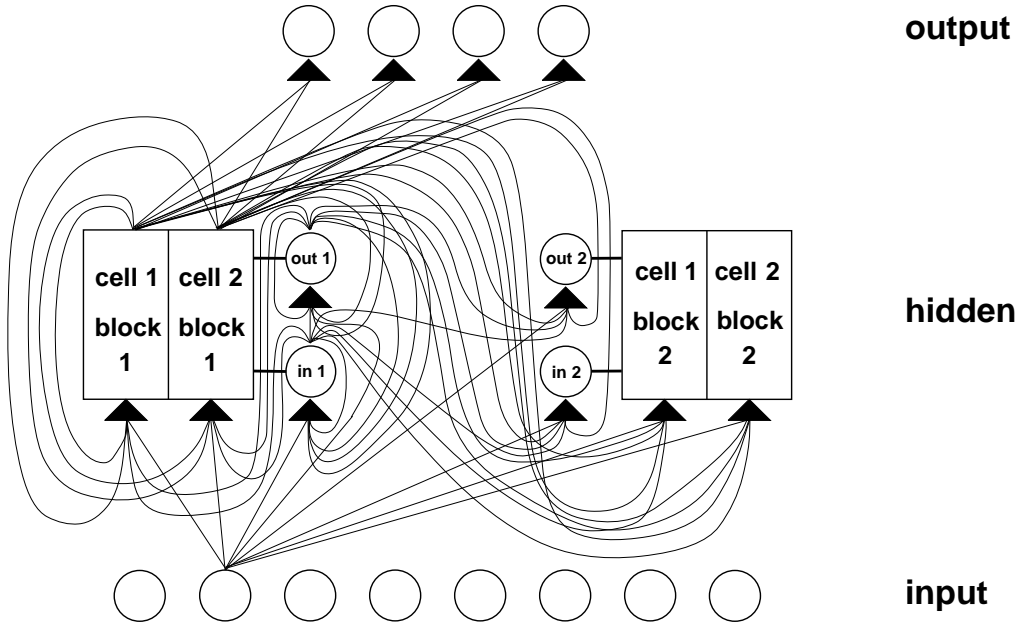 output
cell 1
block
1
cell 2
block
1
out 1
in 1
out 2
in 2
cell 1
block
2
cell 2
block
2
hidden
input